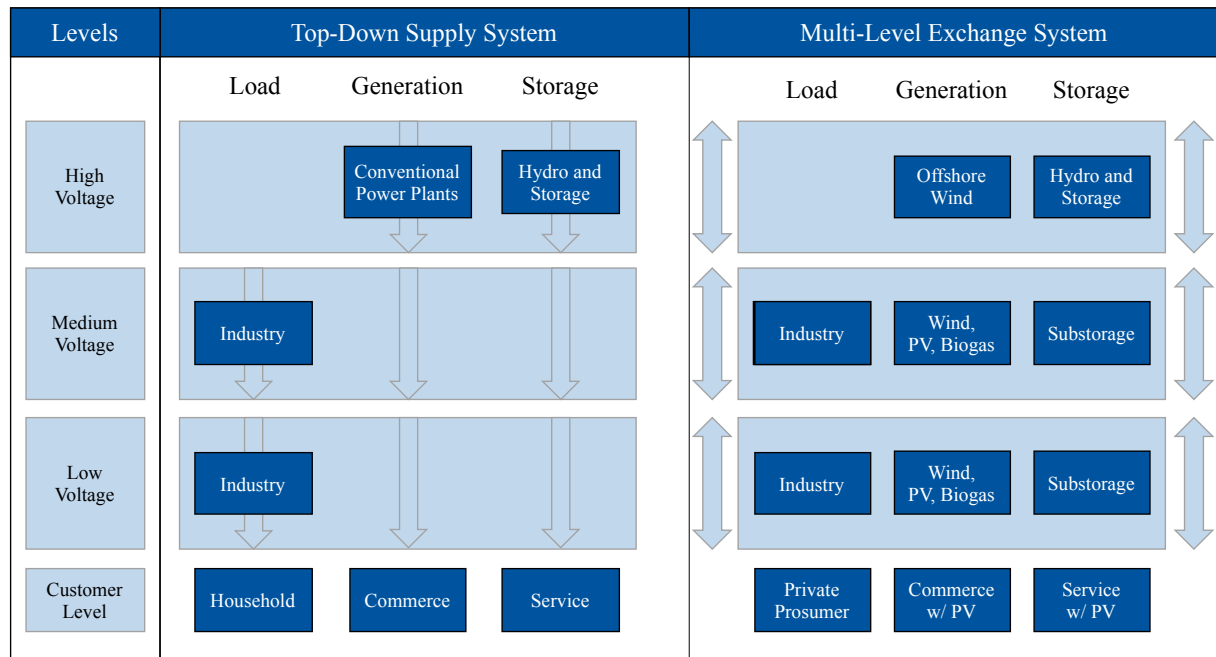 Levels
Top-Down Supply System
Multi-Level Exchange System
Load
Generation
Storage
Load
Generation
Storage
High
Voltage
Conventional
Power Plants
Hydro and
Storage
Offshore
Wind
Hydro and
Storage
Medium
Voltage
Industry
Industry
Wind,
PV, Biogas
Substorage
Low
Voltage
Industry
Industry
Wind,
PV, Biogas
Substorage
Customer
Level
Household
Commerce
Service
Private
Prosumer
Commerce
w/ PV
Service
w/ PV